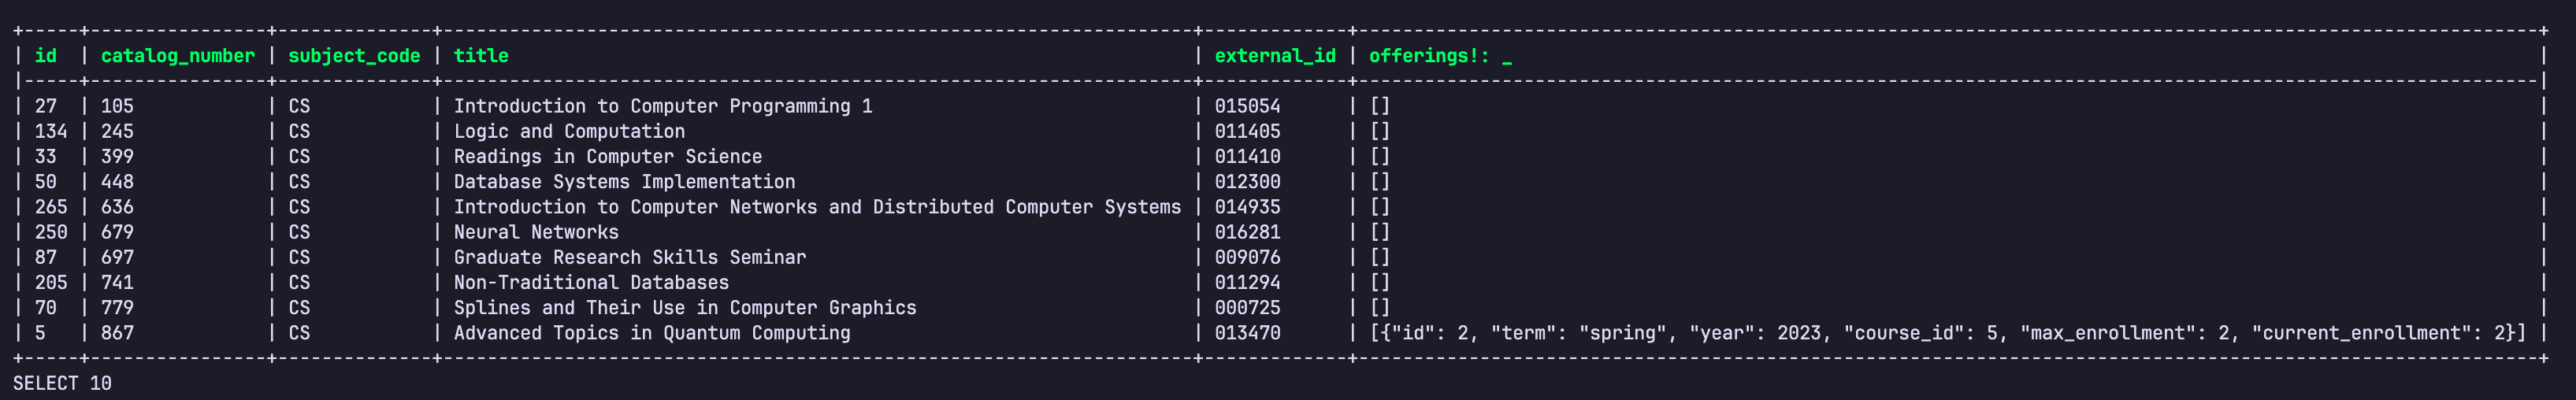 +-----+----------------+--------------+--------------------------------------------------------------------+-------------+-----------------------------------------------------------------------------------------------------------+
| id  | catalog_number | subject_code | title                                                              | external_id | offerings!: _                                                                                             |
|-----+----------------+--------------+--------------------------------------------------------------------+-------------+-----------------------------------------------------------------------------------------------------------|
| 27  | 105            | CS           | Introduction to Computer Programming 1                             | 015054      | []                                                                                                        |
| 134 | 245            | CS           | Logic and Computation                                              | 011405      | []                                                                                                        |
| 33  | 399            | CS           | Readings in Computer Science                                       | 011410      | []                                                                                                        |
| 50  | 448            | CS           | Database Systems Implementation                                    | 012300      | []                                                                                                        |
| 265 | 636            | CS           | Introduction to Computer Networks and Distributed Computer Systems | 014935      | []                                                                                                        |
| 250 | 679            | CS           | Neural Networks                                                    | 016281      | []                                                                                                        |
| 87  | 697            | CS           | Graduate Research Skills Seminar                                   | 009076      | []                                                                                                        |
| 205 | 741            | CS           | Non-Traditional Databases                                          | 011294      | []                                                                                                        |
| 70  | 779            | CS           | Splines and Their Use in Computer Graphics                         | 000725      | []                                                                                                        |
| 5   | 867            | CS           | Advanced Topics in Quantum Computing                               | 013470      | [{"id": 2, "term": "spring", "year": 2023, "course_id": 5, "max_enrollment": 2, "current_enrollment": 2}] |
+-----+----------------+--------------+--------------------------------------------------------------------+-------------+-----------------------------------------------------------------------------------------------------------+
SELECT 10